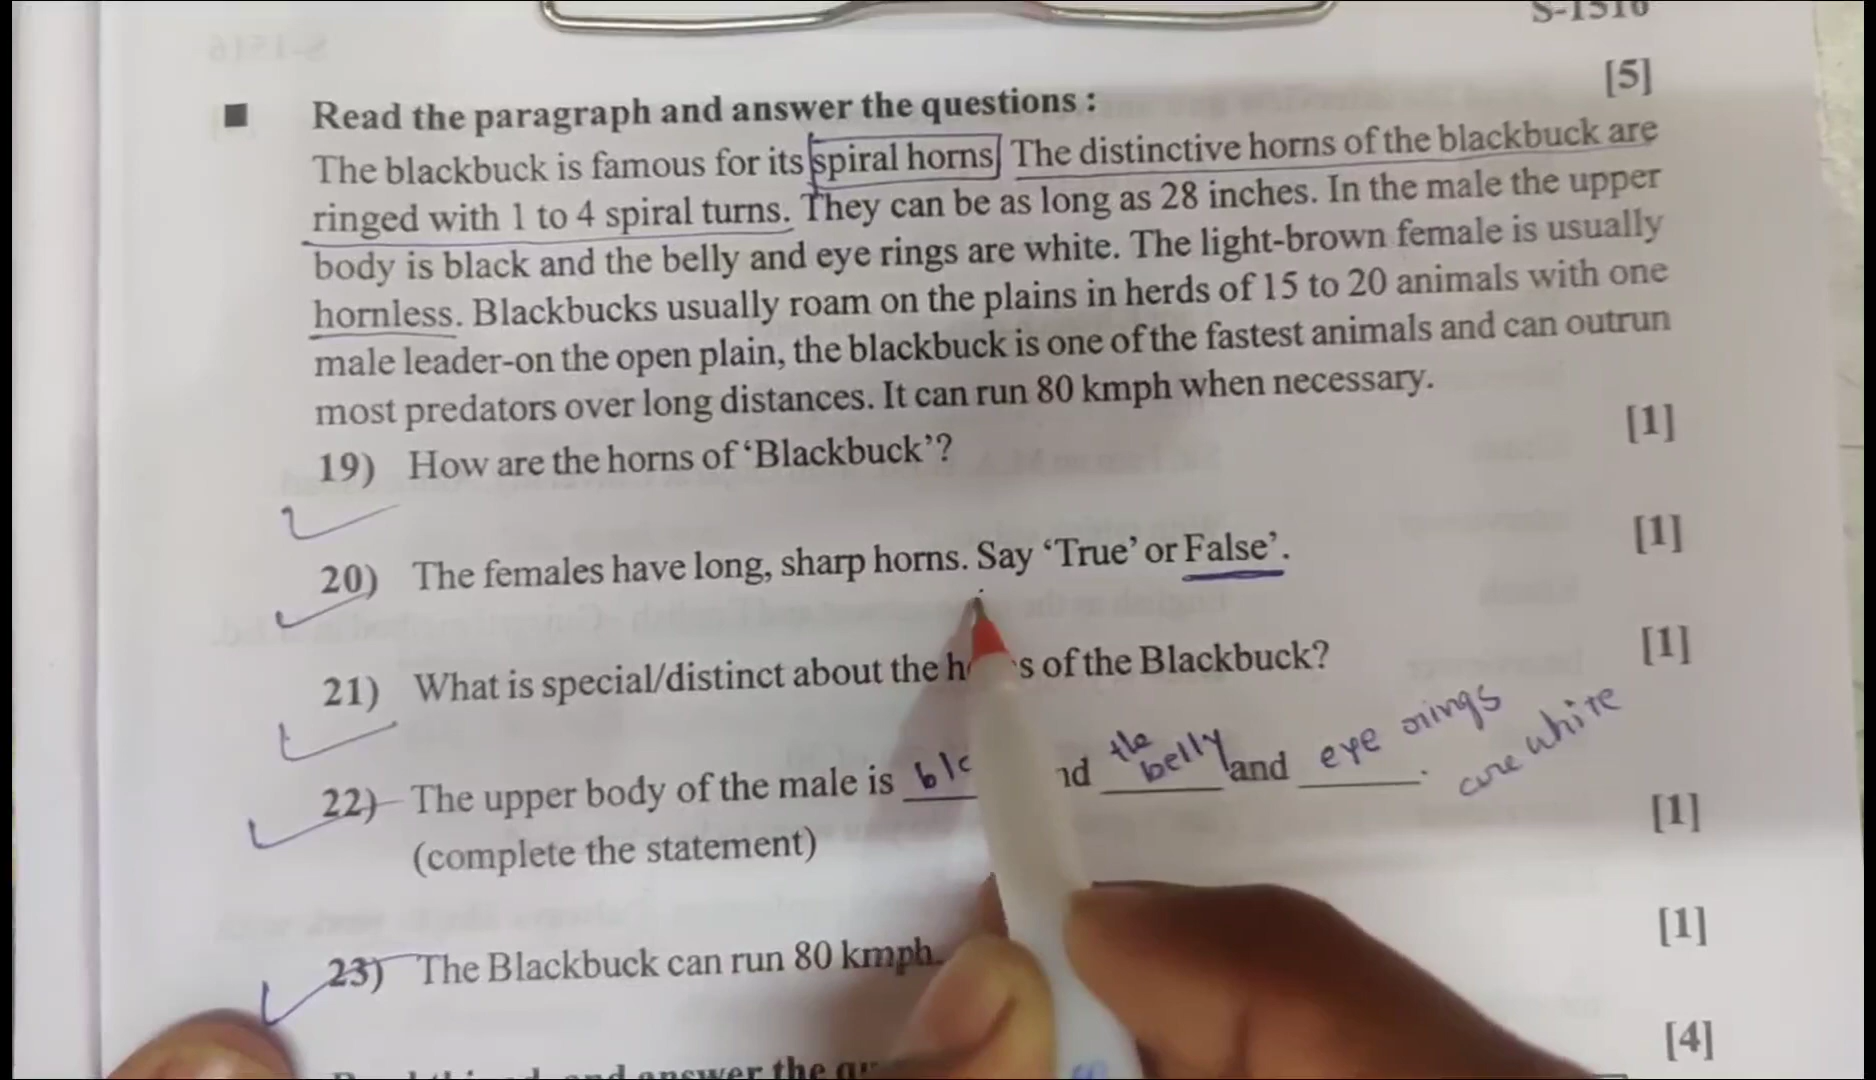 S-1516
[5]
■ Read the paragraph and answer the questions :
The blackbuck is famous for its spiral horns. The distinctive horns of the blackbuck are
ringed with 1 to 4 spiral turns. They can be as long as 28 inches. In the male the upper
body is black and the belly and eye rings are white. The light-brown female is usually
hornless. Blackbucks usually roam on the plains in herds of 15 to 20 animals with one
male leader-on the open plain, the blackbuck is one of the fastest animals and can outrun
most predators over long distances. It can run 80 kmph when necessary.
19) How are the horns of ‘Blackbuck’? [1]
20) The females have long, sharp horns. Say ‘True’ or False’. [1]
21) What is special/distinct about the h s of the Blackbuck? [1]
22) The upper body of the male is bl nd the belly and eye rings are white.
(complete the statement) [1]
23) The Blackbuck can run 80 kmph. [1]
and answer the [4]